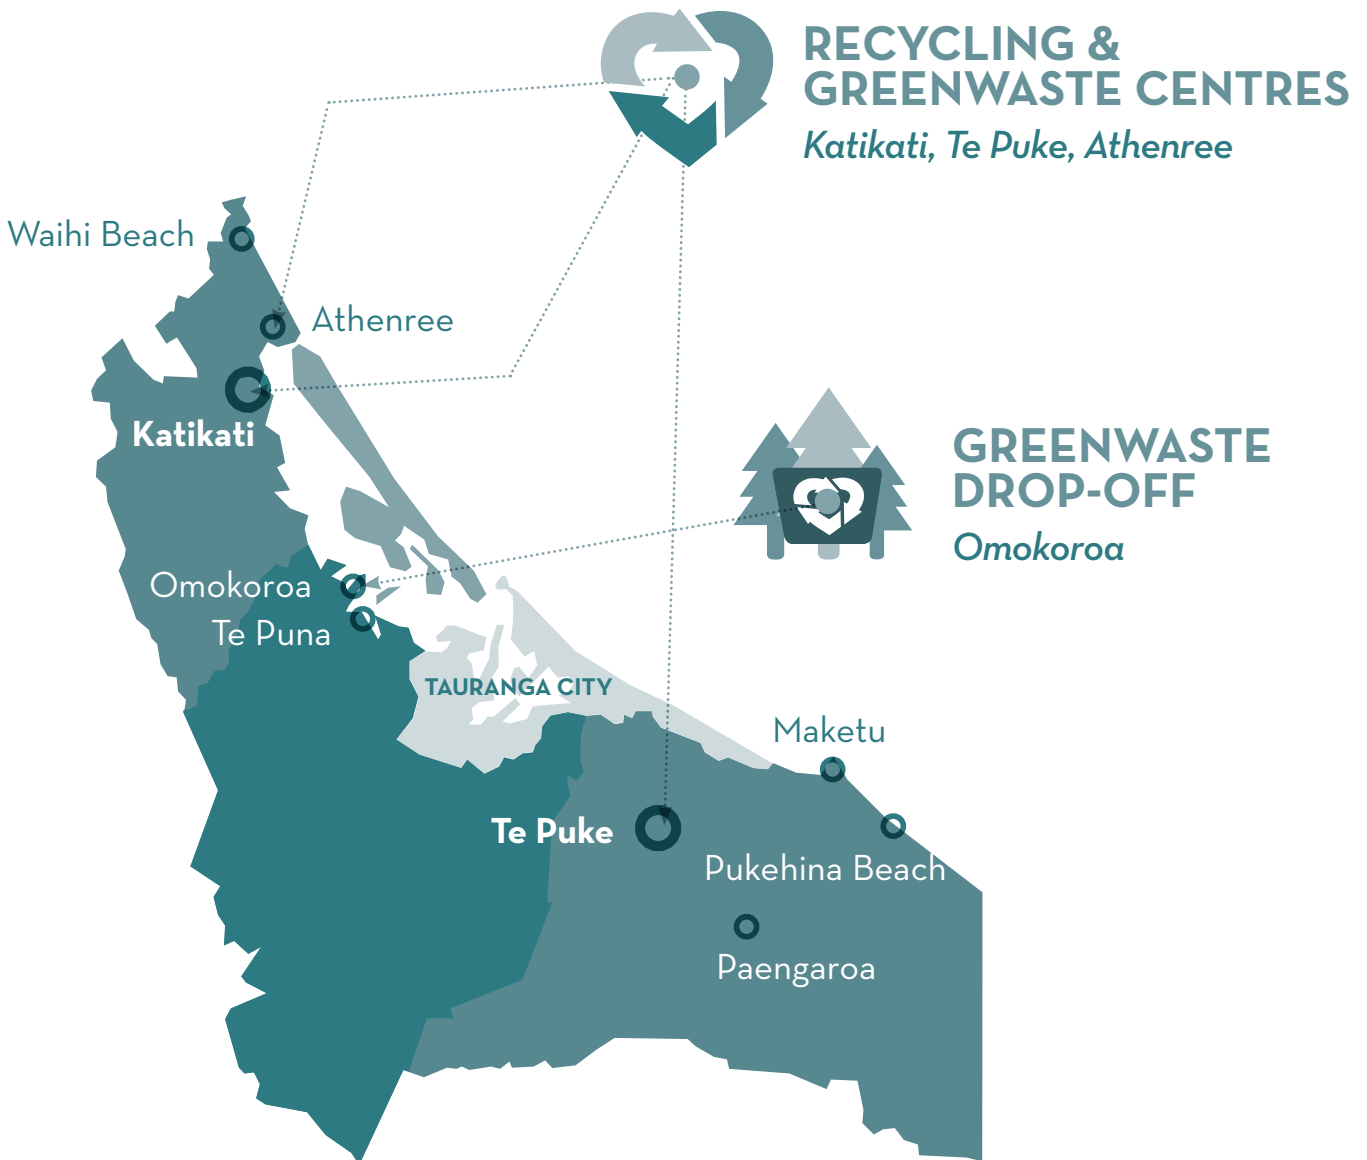 RECYCLING &
GREENWASTE CENTRES
Katikati, Te Puke, Athenree
Waihi Beach
Athenree
Katikati
GREENWASTE
DROP-OFF
Omokoroa
Omokoroa
Te Puna
TAURANGA CITY
Maketu
Te Puke
Pukehina Beach
Paengaroa